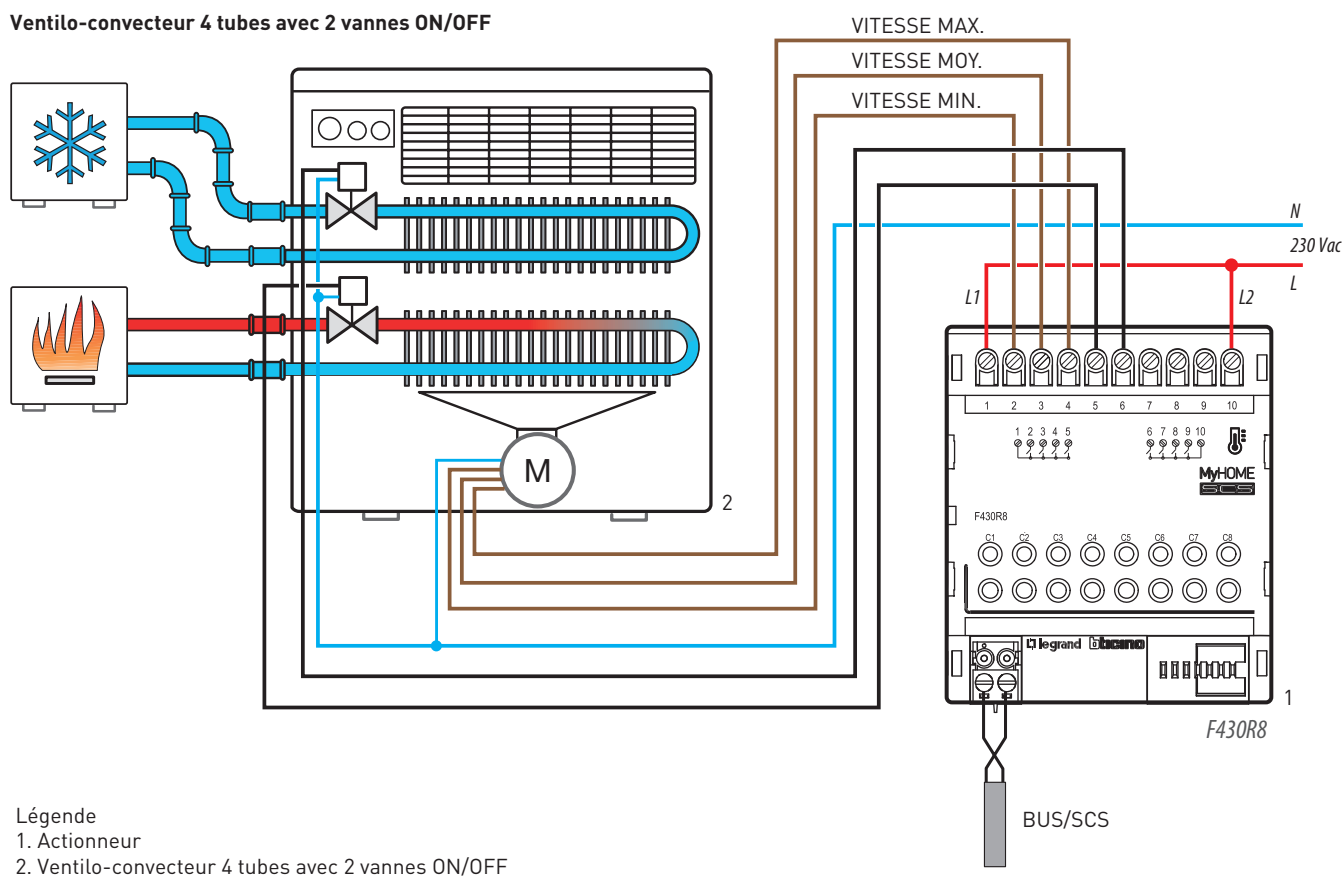 Ventilo-convecteur 4 tubes avec 2 vannes ON/OFF
VITESSE MAX.
VITESSE MOY.
VITESSE MIN.
N
230 Vac
L
L1
L2
1 2 3 4 5 6 7 8 9 10
1 2 3 4 5
6 7 8 9 10
MyHOME
SCS
F430R8
C1 C2 C3 C4 C5 C6 C7 C8
M
2
legrand bticino
1
F430R8
BUS/SCS
Légende
1. Actionneur
2. Ventilo-convecteur 4 tubes avec 2 vannes ON/OFF